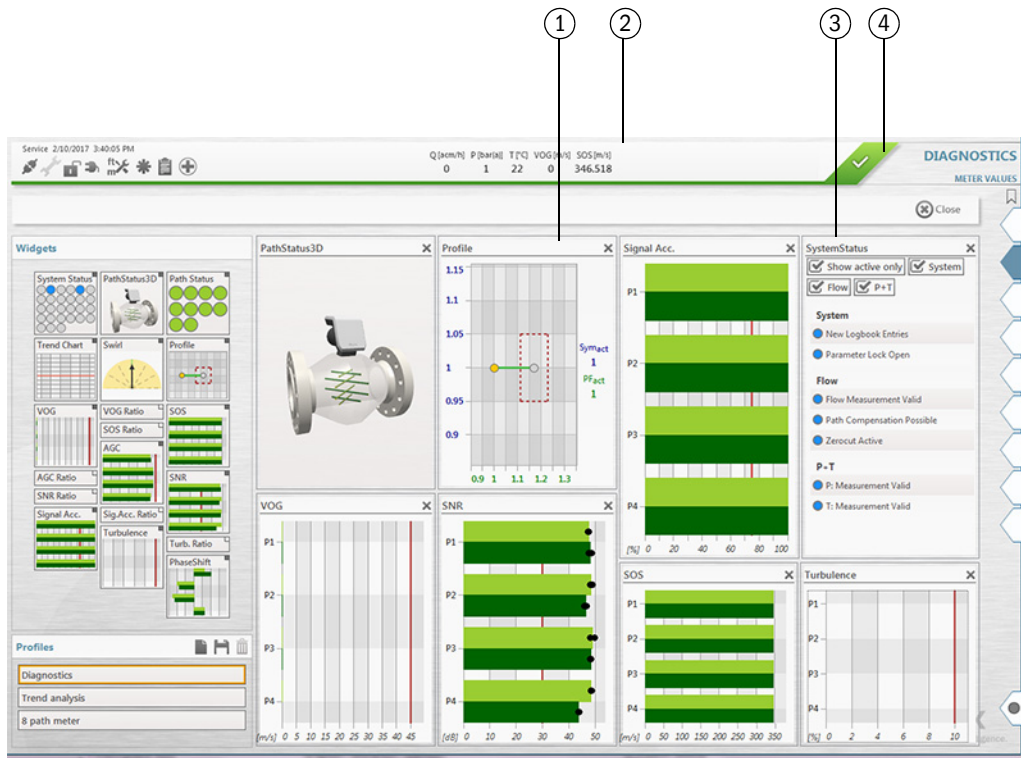 1 2 3 4
Service 2/10/2017 3:40:05 PM
Q [acm/h] P [bar(a)] T [°C] VOG [m/s] SOS [m/s]
0 1 22 0 346.518
ft
m
DIAGNOSTICS
METER VALUES
Close
Widgets
System Status PathStatus3D Path Status
Trend Chart Swirl Profile
VOG VOG Ratio SOS
SOS Ratio
AGC
AGC Ratio SNR
SNR Ratio
Signal Acc. Sig.Acc. Ratio
Turbulence
Turb. Ratio
PhaseShift
Profiles
Diagnostics
Trend analysis
8 path meter
PathStatus3D
Profile
1.15
1.1
1.05
1
0.95
0.9
0.9 1 1.1 1.2 1.3
Symact
1
PFact
1
Signal Acc.
P1
P2
P3
P4
[%] 0 20 40 60 80 100
SystemStatus
Show active only System
Flow P+T
System
New Logbook Entries
Parameter Lock Open
Flow
Flow Measurement Valid
Path Compensation Possible
Zerocut Active
P+T
P: Measurement Valid
T: Measurement Valid
VOG
P1
P2
P3
P4
[m/s] 0 5 10 15 20 25 30 35 40 45
SNR
P1
P2
P3
P4
[dB] 0 10 20 30 40 50
SOS
P1
P2
P3
P4
[m/s] 0 50 100 150 200 250 300 350
Turbulence
P1
P2
P3
P4
[%] 0 2 4 6 8 10